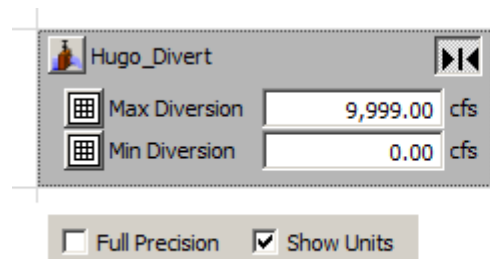 Hugo_Divert
Max Diversion 9,999.00 cfs
Min Diversion 0.00 cfs
Full Precision Show Units